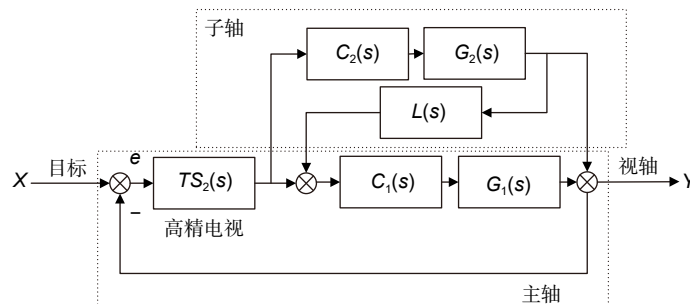 子轴
C₂(s)
G₂(s)
L(s)
X
目标
e
TS₂(s)
C₁(s)
G₁(s)
视轴
Y
−
高精电视
主轴